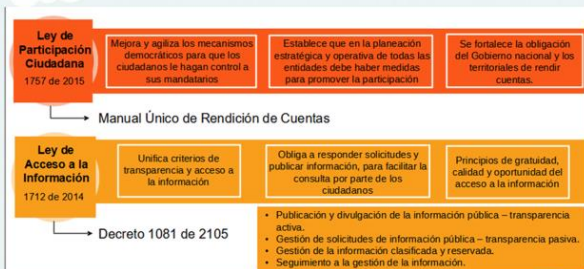 Ley de
Participación
Ciudadana
1757 de 2015
Mejora y agiliza los mecanismos
democráticos para que los
ciudadanos le hagan control a
sus mandatarios
Establece que en la planeación
estratégica y operativa de todas las
entidades debe haber medidas
para promover la participación
Se fortalece la obligación
del Gobierno nacional y los
territoriales de rendir
cuentas.
Manual Único de Rendición de Cuentas
Ley de
Acceso a la
Información
1712 de 2014
Unifica criterios de
transparencia y acceso a
la información
Obliga a responder solicitudes y
publicar información, para facilitar la
consulta por parte de los
ciudadanos
Principios de gratuidad,
calidad y oportunidad del
acceso a la información
Decreto 1081 de 2105
• Publicación y divulgación de la información pública – transparencia
activa.
• Gestión de solicitudes de información pública – transparencia pasiva.
• Gestión de la información clasificada y reservada.
• Seguimiento a la gestión de la información.